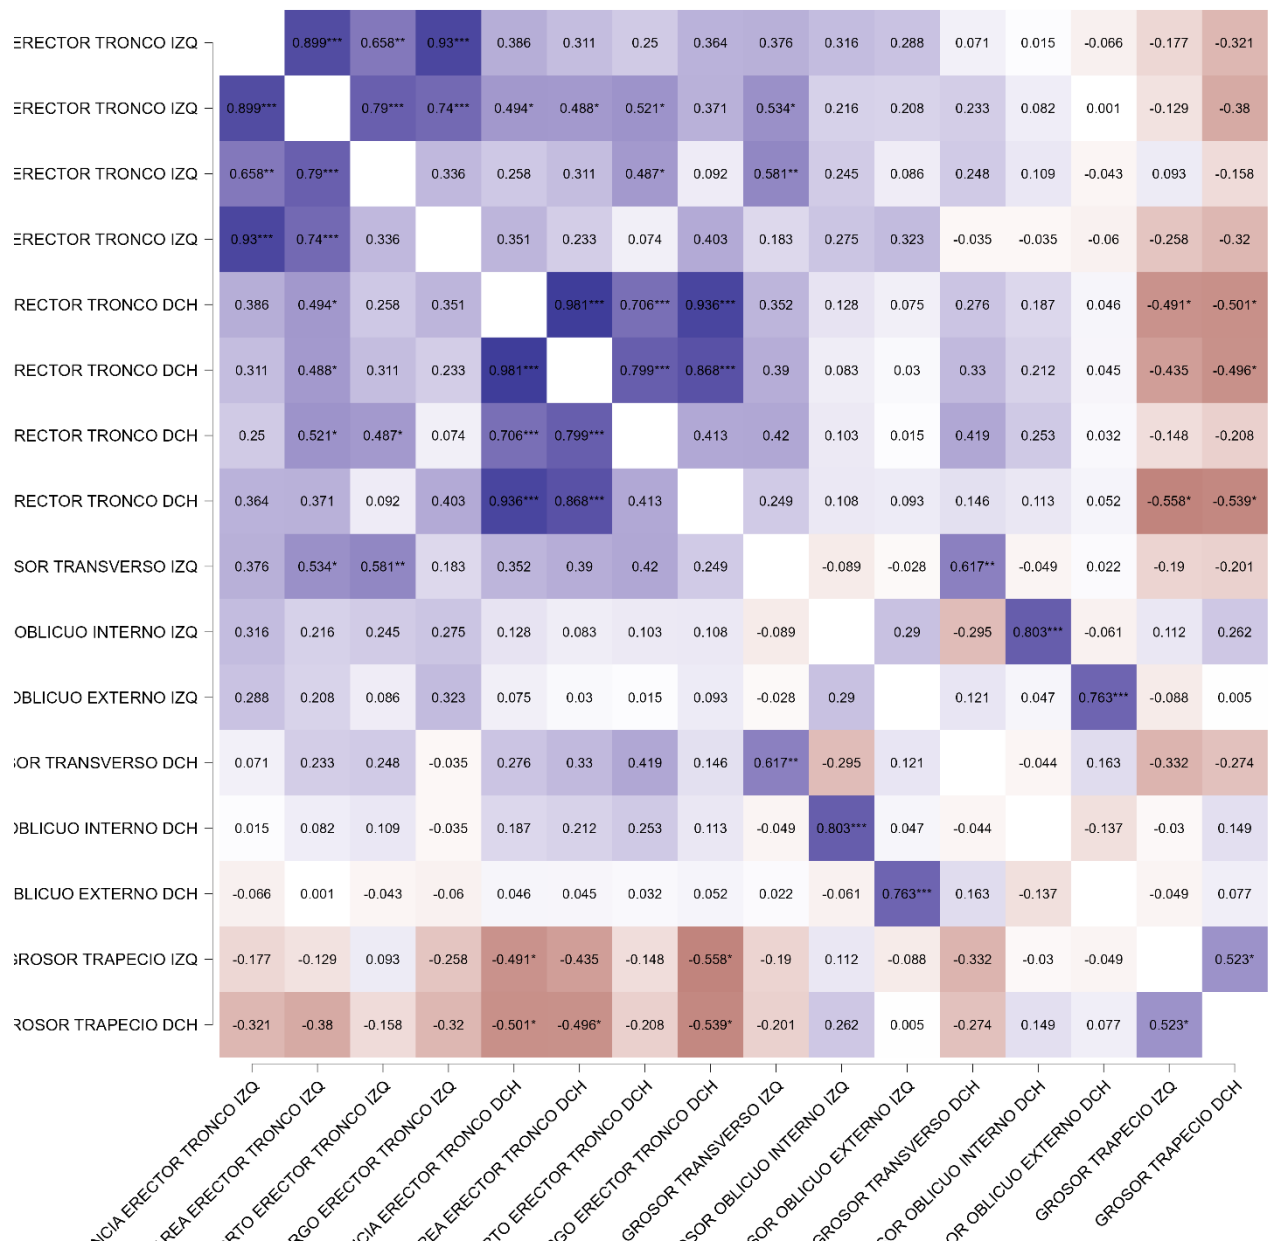 ERECTOR TRONCO IZQ 0.899*** 0.658** 0.93*** 0.386 0.311 0.25 0.364 0.376 0.316 0.288 0.071 0.015 -0.066 -0.177 -0.321
ERECTOR TRONCO IZQ 0.899*** 0.79*** 0.74*** 0.494* 0.488* 0.521* 0.371 0.534* 0.216 0.208 0.233 0.082 0.001 -0.129 -0.38
ERECTOR TRONCO IZQ 0.658** 0.79*** 0.336 0.258 0.311 0.487* 0.092 0.581** 0.245 0.086 0.248 0.109 -0.043 0.093 -0.158
ERECTOR TRONCO IZQ 0.93*** 0.74*** 0.336 0.351 0.233 0.074 0.403 0.183 0.275 0.323 -0.035 -0.035 -0.06 -0.258 -0.32
RECTOR TRONCO DCH 0.386 0.494* 0.258 0.351 0.981*** 0.706*** 0.936*** 0.352 0.128 0.075 0.276 0.187 0.046 -0.491* -0.501*
RECTOR TRONCO DCH 0.311 0.488* 0.311 0.233 0.981*** 0.799*** 0.868*** 0.39 0.083 0.03 0.33 0.212 0.045 -0.435 -0.496*
RECTOR TRONCO DCH 0.25 0.521* 0.487* 0.074 0.706*** 0.799*** 0.413 0.42 0.103 0.015 0.419 0.253 0.032 -0.148 -0.208
RECTOR TRONCO DCH 0.364 0.371 0.092 0.403 0.936*** 0.868*** 0.413 0.249 0.108 0.093 0.146 0.113 0.052 -0.558* -0.539*
SOR TRANSVERSO IZQ 0.376 0.534* 0.581** 0.183 0.352 0.39 0.42 0.249 -0.089 -0.028 0.617** -0.049 0.022 -0.19 -0.201
OBLICUO INTERNO IZQ 0.316 0.216 0.245 0.275 0.128 0.083 0.103 0.108 -0.089 0.29 -0.295 0.803*** -0.061 0.112 0.262
OBLICUO EXTERNO IZQ 0.288 0.208 0.086 0.323 0.075 0.03 0.015 0.093 -0.028 0.29 0.121 0.047 0.763*** -0.088 0.005
SOR TRANSVERSO DCH 0.071 0.233 0.248 -0.035 0.276 0.33 0.419 0.146 0.617** -0.295 0.121 -0.044 0.163 -0.332 -0.274
OBLICUO INTERNO DCH 0.015 0.082 0.109 -0.035 0.187 0.212 0.253 0.113 -0.049 0.803*** 0.047 -0.044 -0.137 -0.03 0.149
BLICUO EXTERNO DCH -0.066 0.001 -0.043 -0.06 0.046 0.045 0.032 0.052 0.022 -0.061 0.763*** 0.163 -0.137 -0.049 0.077
GROSOR TRAPECIO IZQ -0.177 -0.129 0.093 -0.258 -0.491* -0.435 -0.148 -0.558* -0.19 0.112 -0.088 -0.332 -0.03 -0.049 0.523*
ROSOR TRAPECIO DCH -0.321 -0.38 -0.158 -0.32 -0.501* -0.496* -0.208 -0.539* -0.201 0.262 0.005 -0.274 0.149 0.077 0.523*
NCIA ERECTOR TRONCO IZQ
REA ERECTOR TRONCO IZQ
RTO ERECTOR TRONCO IZQ
RGO ERECTOR TRONCO IZQ
NCIA ERECTOR TRONCO DCH
REA ERECTOR TRONCO DCH
RTO ERECTOR TRONCO DCH
RGO ERECTOR TRONCO DCH
GROSOR TRANSVERSO IZQ
SOR OBLICUO INTERNO IZQ
SOR OBLICUO EXTERNO IZQ
GROSOR TRANSVERSO DCH
SOR OBLICUO INTERNO DCH
OR OBLICUO EXTERNO DCH
GROSOR TRAPECIO IZQ
GROSOR TRAPECIO DCH